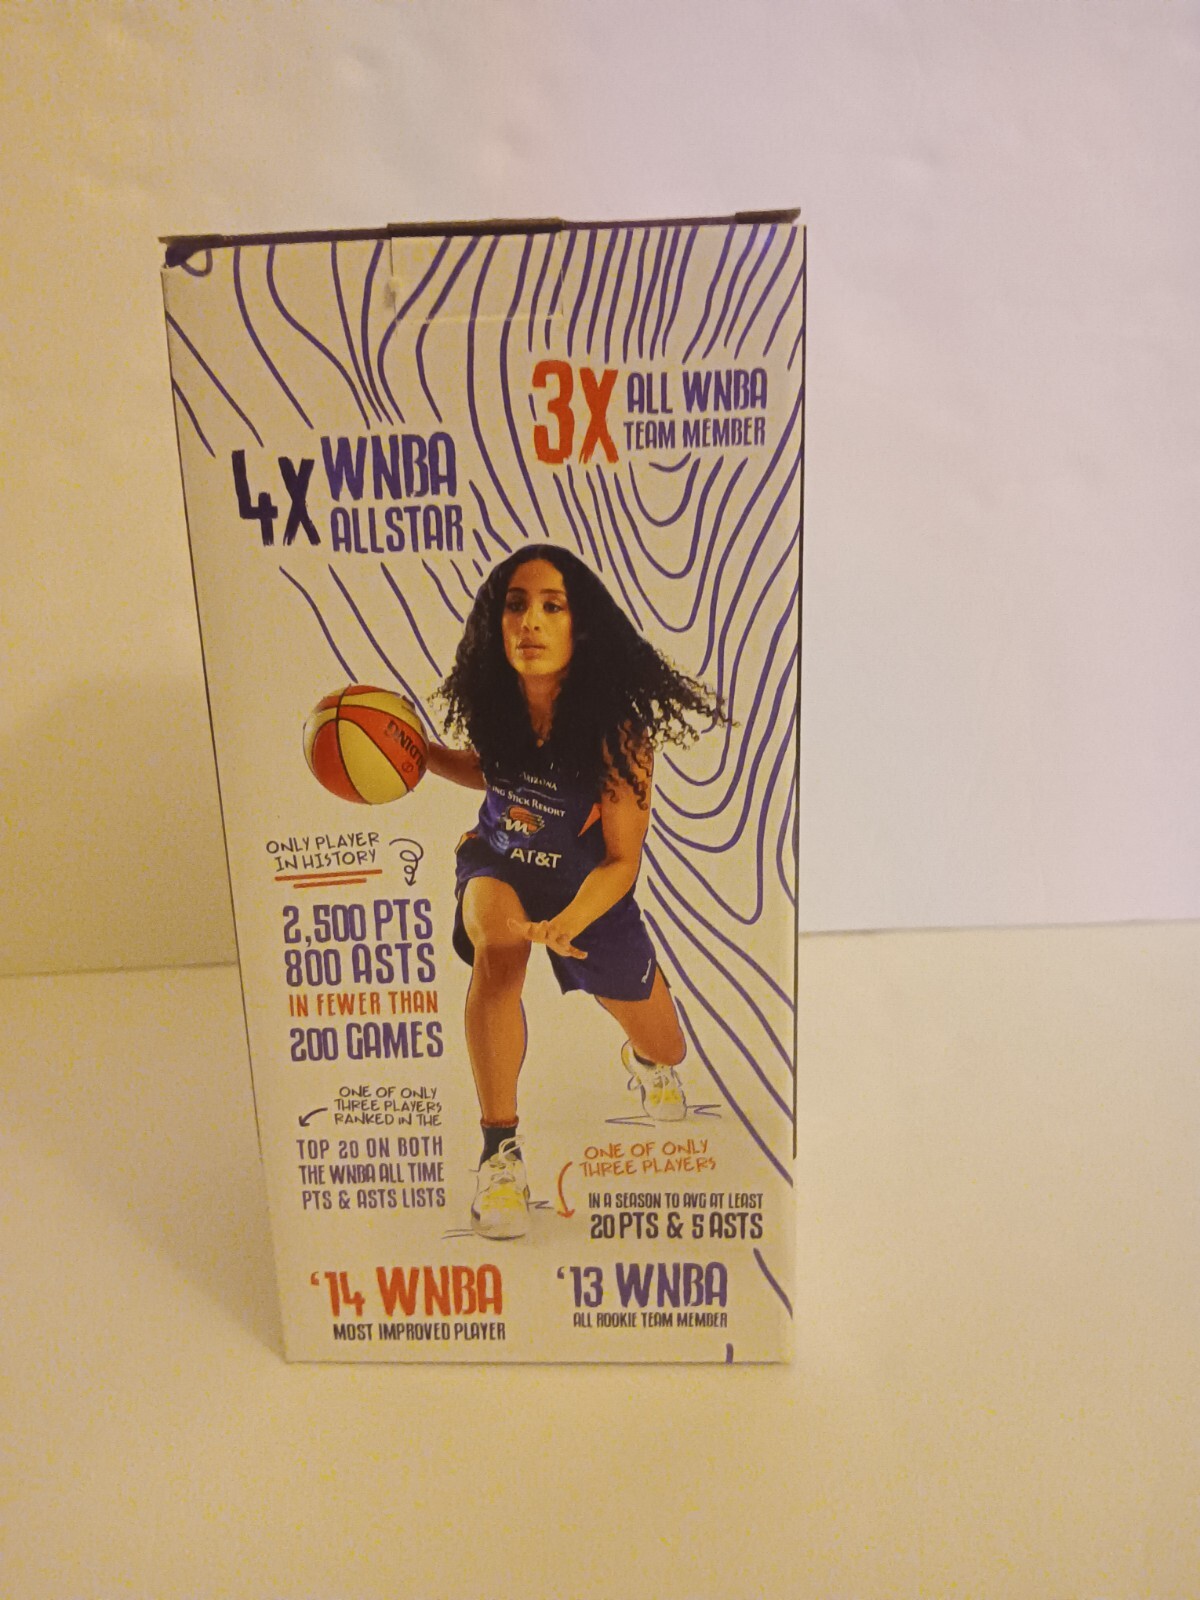 3X ALL WNBA
TEAM MEMBER
4X WNBA
ALLSTAR
ARIZONA
STICK RESORT
AT&T
ONLY PLAYER
IN HISTORY
2,500 PTS
800 ASTS
IN FEWER THAN
200 GAMES
ONE OF ONLY
THREE PLAYERS
RANKED IN THE
TOP 20 ON BOTH
THE WNBA ALL TIME
PTS & ASTS LISTS
ONE OF ONLY
THREE PLAYERS
IN A SEASON TO AVG AT LEAST
20 PTS & 5 ASTS
'14 WNBA
MOST IMPROVED PLAYER
'13 WNBA
ALL ROOKIE TEAM MEMBER